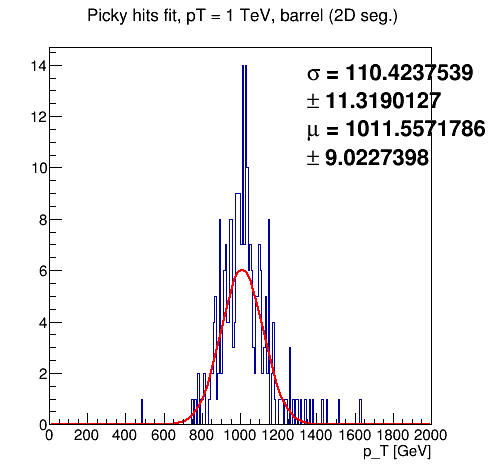 Picky hits fit, pT = 1 TeV, barrel (2D seg.)
σ = 110.4237539
± 11.3190127
μ = 1011.5571786
± 9.0227398
14
12
10
8
6
4
2
0
0 200 400 600 800 1000 1200 1400 1600 1800 2000
p_T [GeV]